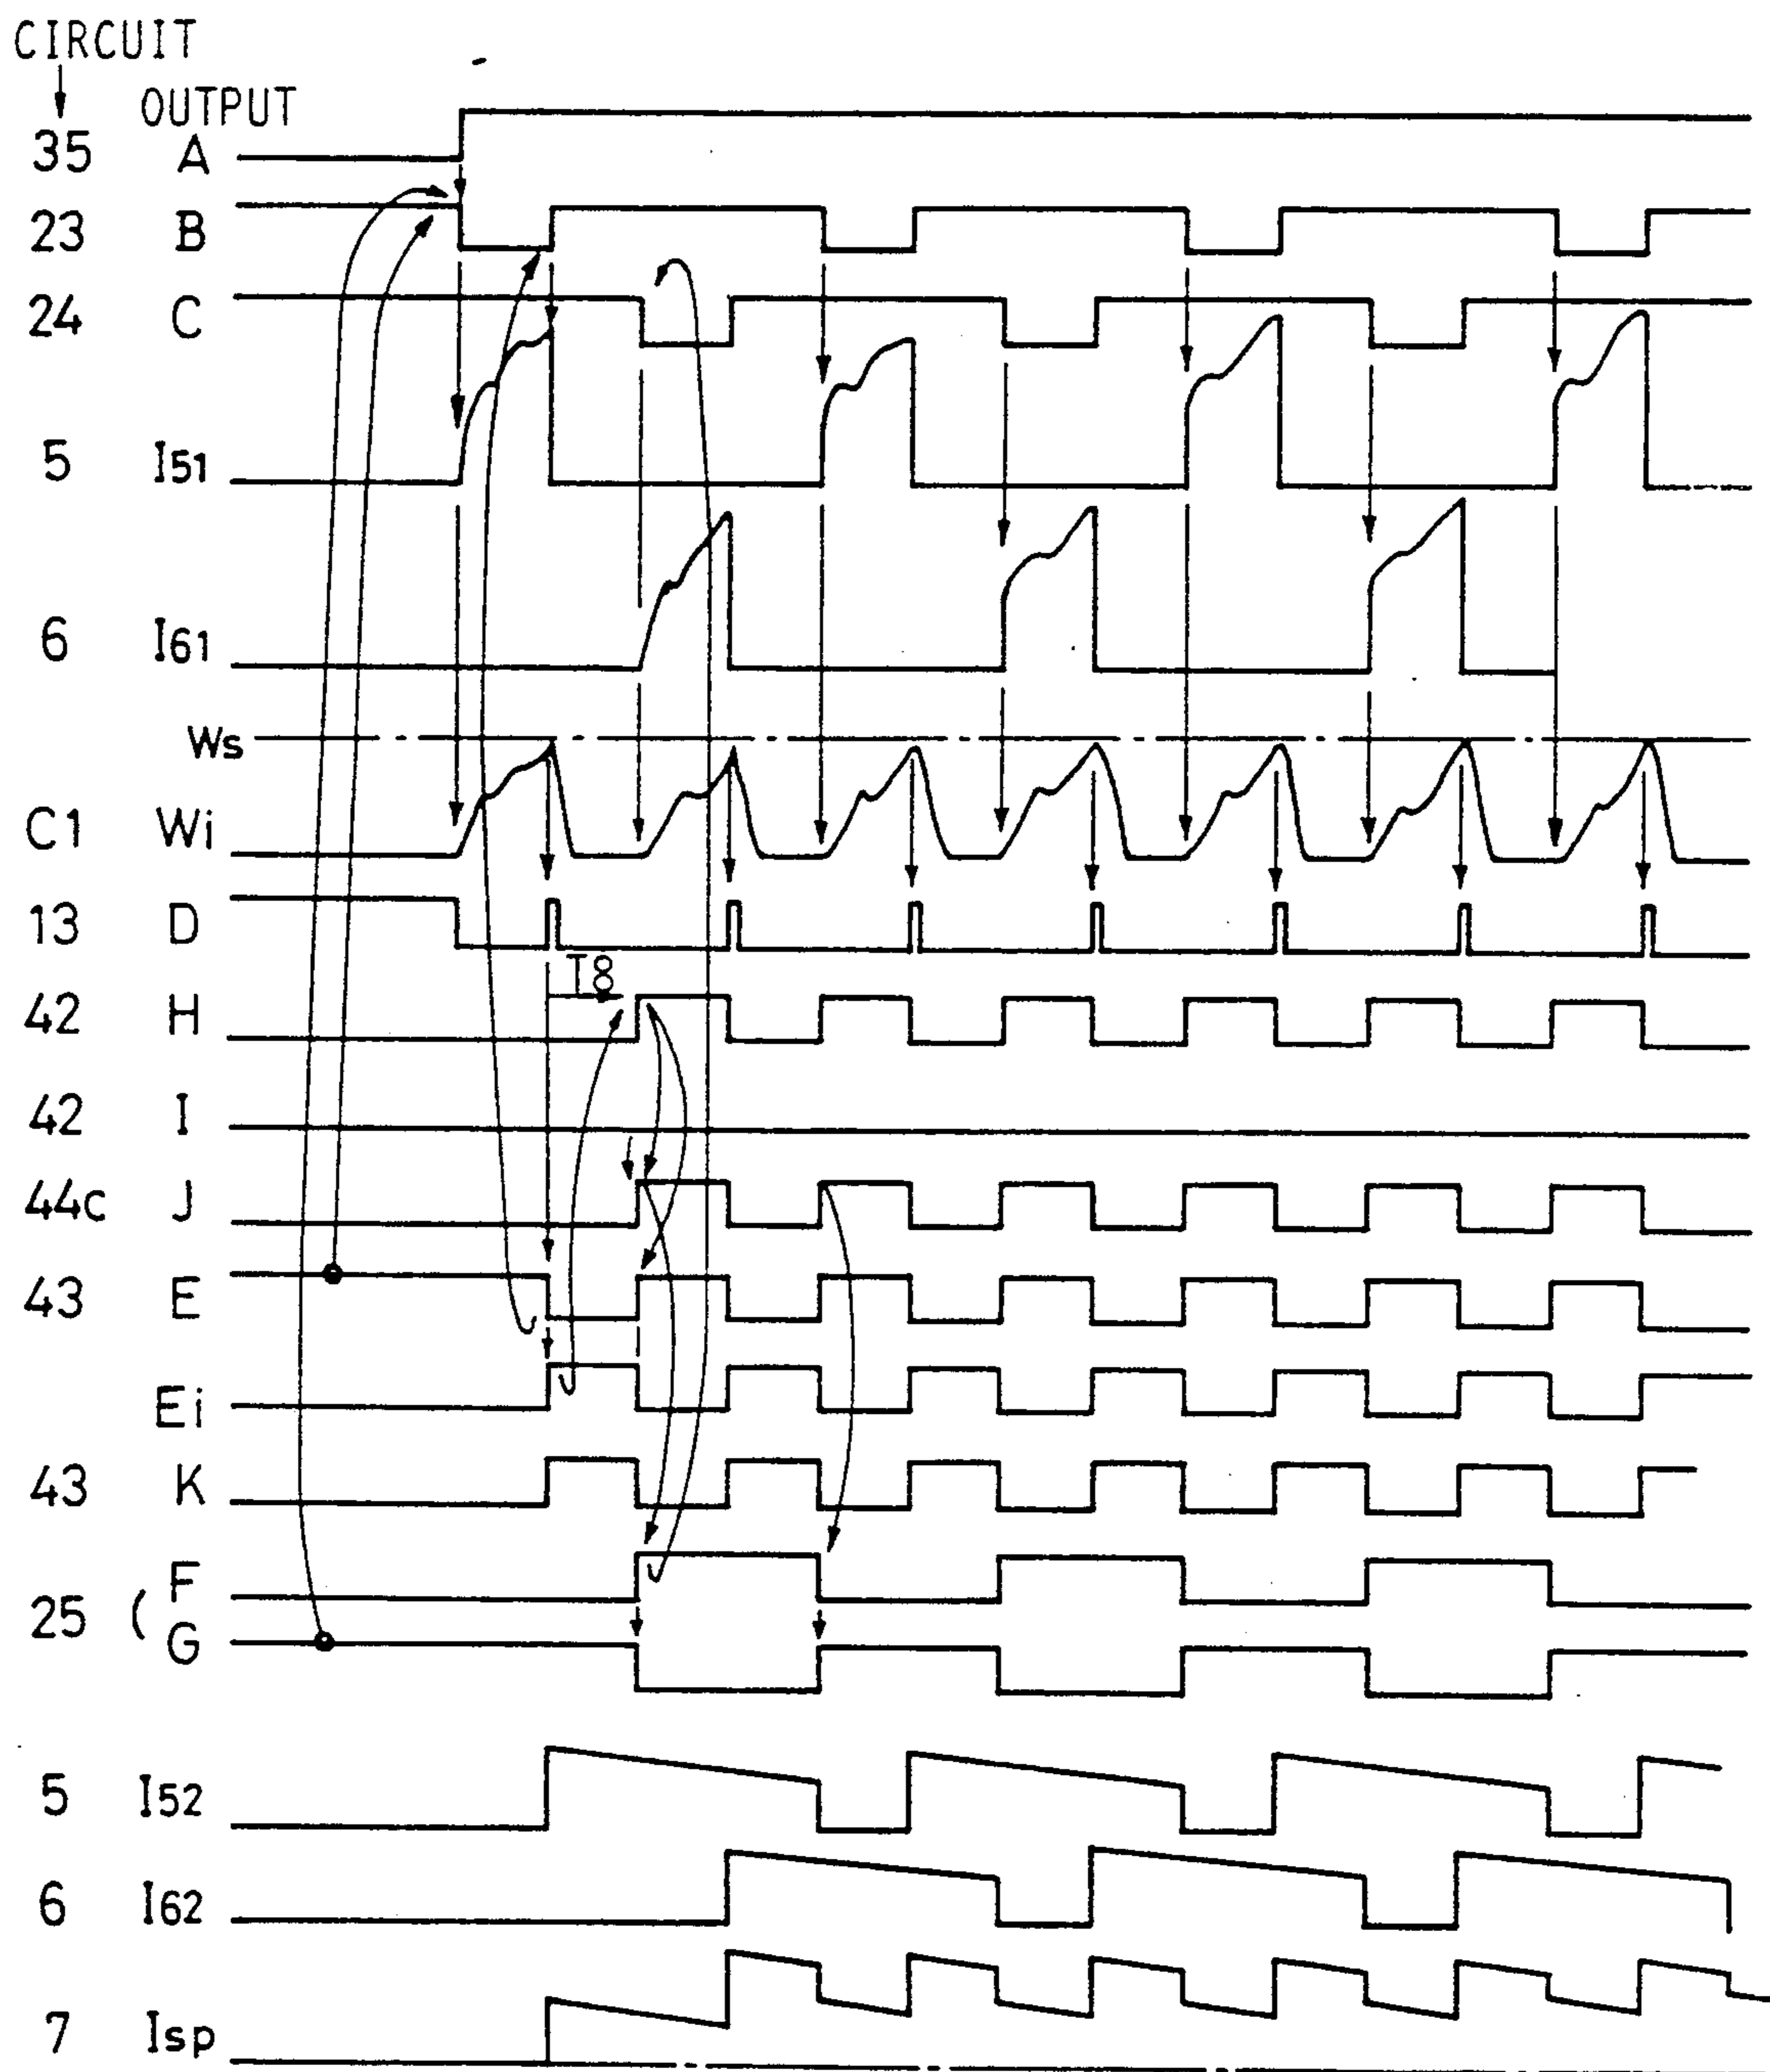 CIRCUIT
OUTPUT
35 A
23 B
24 C
5 I51
6 I61
Ws
C1 Wi
13 D
T8
42 H
42 I
44c J
43 E
Ei
43 K
F
25 (
G
5 I52
6 I62
7 Isp